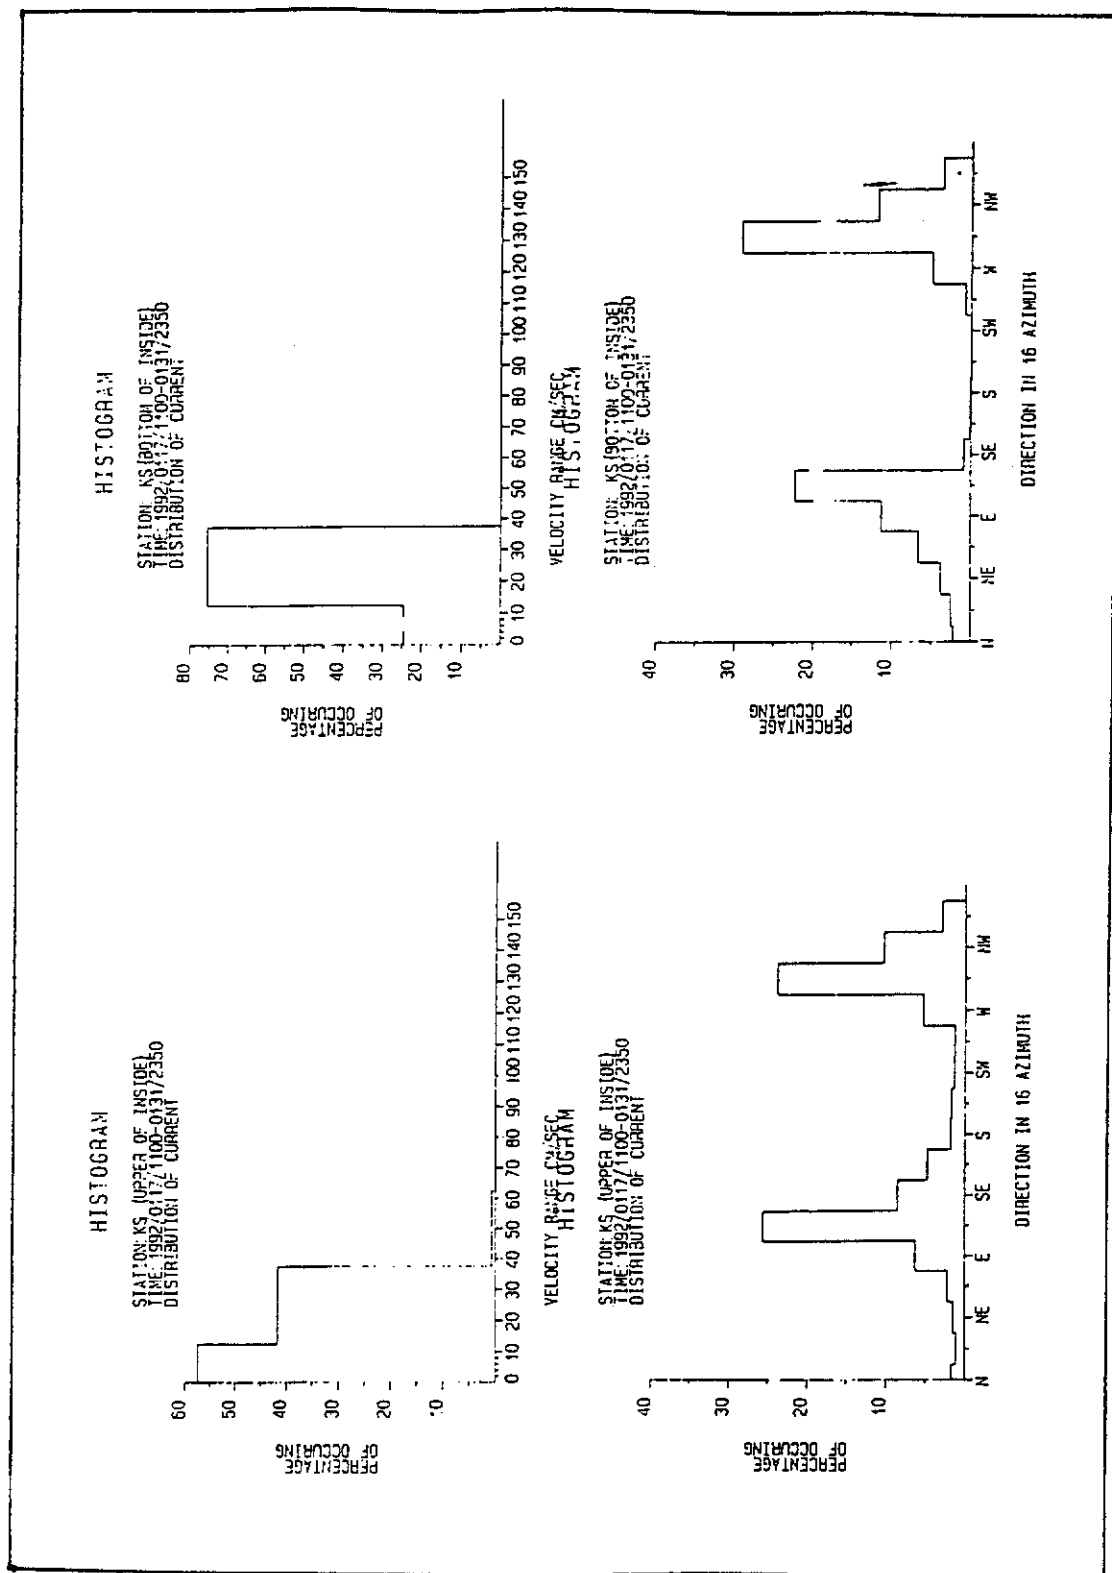 HISTOGRAM
STATION: KS (UPPER OF INSIDE)
TIME: 1992/0117/1100-0131/2350
DISTRIBUTION OF CURRENT
PERCENTAGE
OF OCCURING
60
50
40
30
20
10
0 10 20 30 40 50 60 70 80 90 100 110 120 130 140 150
VELOCITY RANGE CM/SEC
HISTOGRAM
STATION: KS (UPPER OF INSIDE)
TIME: 1992/0117/1100-0131/2350
DISTRIBUTION OF CURRENT
PERCENTAGE
OF OCCURING
40
30
20
10
N NE E SE S SW W NW
DIRECTION IN 16 AZIMUTH
HISTOGRAM
STATION: KS (BOTTOM OF INSIDE)
TIME: 1992/0117/1100-0131/2350
DISTRIBUTION OF CURRENT
PERCENTAGE
OF OCCURING
80
70
60
50
40
30
20
10
0 10 20 30 40 50 60 70 80 90 100 110 120 130 140 150
VELOCITY RANGE CM/SEC
HISTOGRAM
STATION: KS (BOTTOM OF INSIDE)
TIME: 1992/0117/1100-0131/2350
DISTRIBUTION OF CURRENT
PERCENTAGE
OF OCCURING
40
30
20
10
N NE E SE S SW W NW
DIRECTION IN 16 AZIMUTH